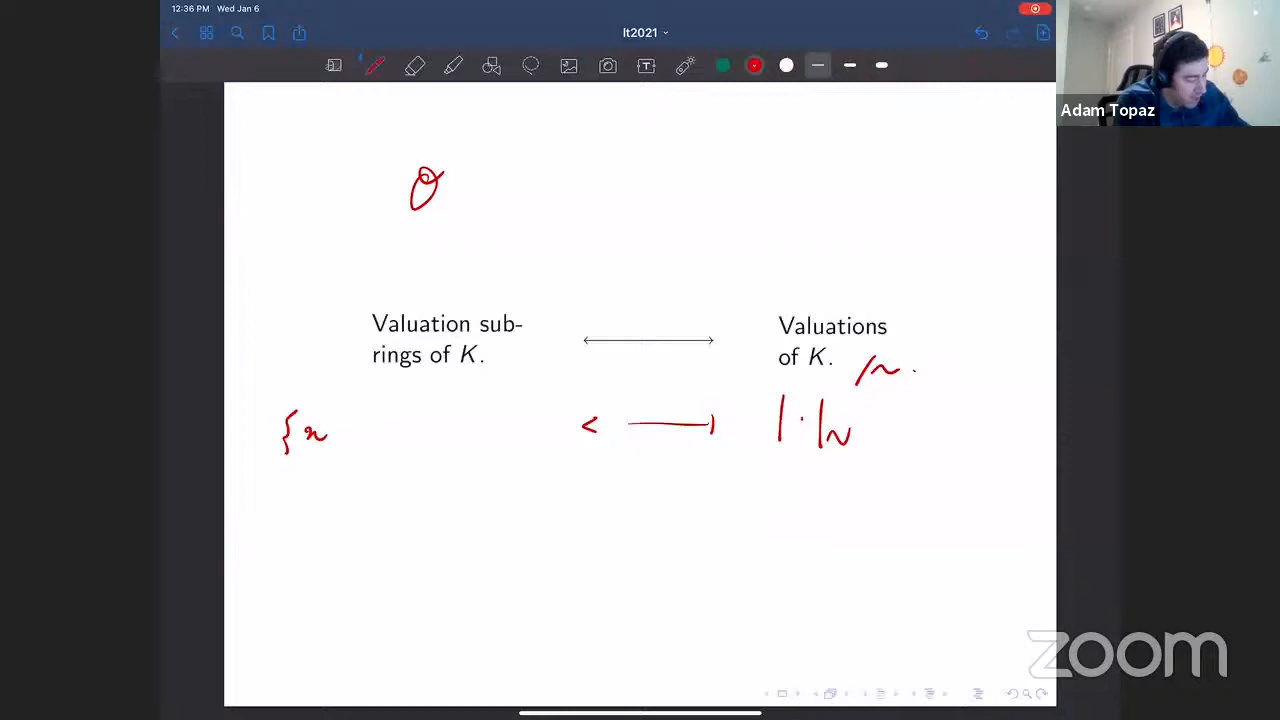 12:36 PM Wed Jan 6
lt2021
Adam Topaz
𝒪
Valuation sub-
rings of K.
⟷
Valuations
of K. /~.
{x
<—|
|·|~
zoom